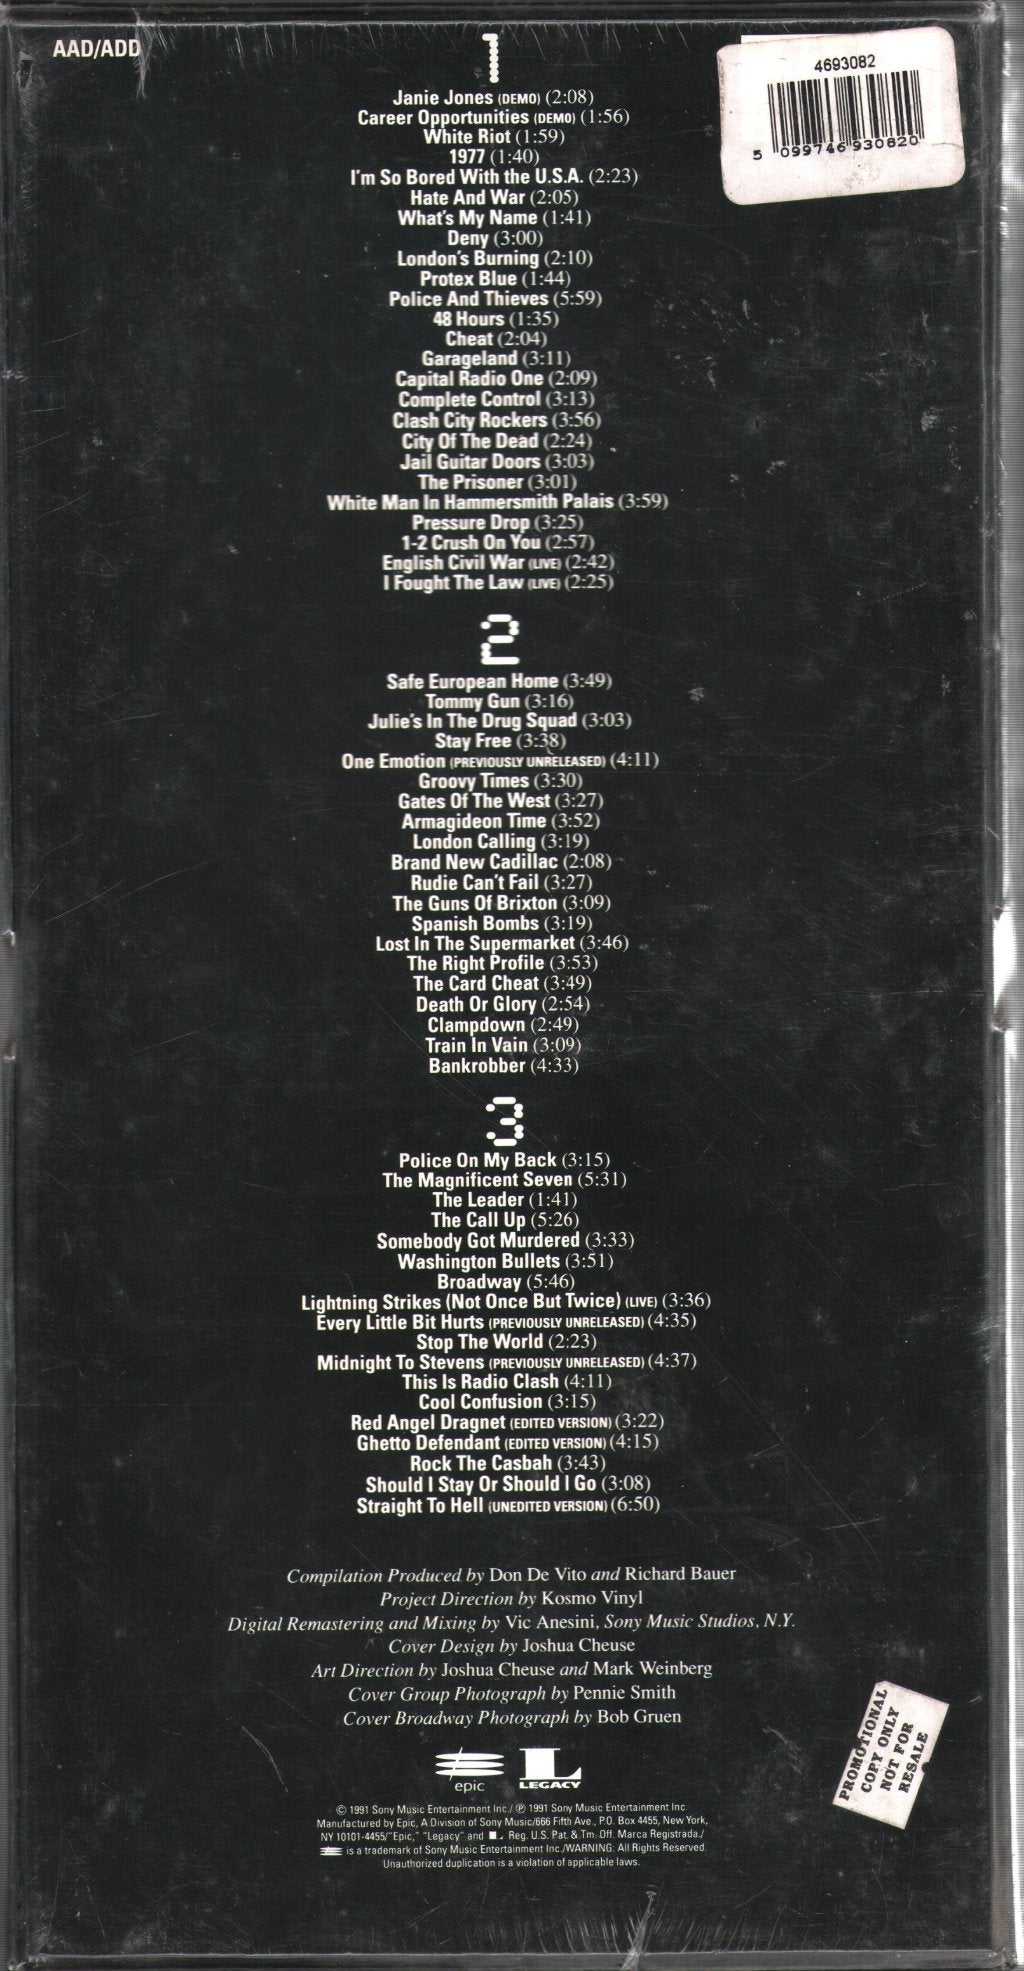 AAD/ADD
4693082
5 099746 930820
1
Janie Jones (DEMO) (2:08)
Career Opportunities (DEMO) (1:56)
White Riot (1:59)
1977 (1:40)
I'm So Bored With the U.S.A. (2:23)
Hate And War (2:05)
What's My Name (1:41)
Deny (3:00)
London's Burning (2:10)
Protex Blue (1:44)
Police And Thieves (5:59)
48 Hours (1:35)
Cheat (2:04)
Garageland (3:11)
Capital Radio One (2:09)
Complete Control (3:13)
Clash City Rockers (3:56)
City Of The Dead (2:24)
Jail Guitar Doors (3:03)
The Prisoner (3:01)
White Man In Hammersmith Palais (3:59)
Pressure Drop (3:25)
1-2 Crush On You (2:57)
English Civil War (LIVE) (2:42)
I Fought The Law (LIVE) (2:25)
2
Safe European Home (3:49)
Tommy Gun (3:16)
Julie's In The Drug Squad (3:03)
Stay Free (3:38)
One Emotion (PREVIOUSLY UNRELEASED) (4:11)
Groovy Times (3:30)
Gates Of The West (3:27)
Armagideon Time (3:52)
London Calling (3:19)
Brand New Cadillac (2:08)
Rudie Can't Fail (3:27)
The Guns Of Brixton (3:09)
Spanish Bombs (3:19)
Lost In The Supermarket (3:46)
The Right Profile (3:53)
The Card Cheat (3:49)
Death Or Glory (2:54)
Clampdown (2:49)
Train In Vain (3:09)
Bankrobber (4:33)
3
Police On My Back (3:15)
The Magnificent Seven (5:31)
The Leader (1:41)
The Call Up (5:26)
Somebody Got Murdered (3:33)
Washington Bullets (3:51)
Broadway (5:46)
Lightning Strikes (Not Once But Twice) (LIVE) (3:36)
Every Little Bit Hurts (PREVIOUSLY UNRELEASED) (4:35)
Stop The World (2:23)
Midnight To Stevens (PREVIOUSLY UNRELEASED) (4:37)
This Is Radio Clash (4:11)
Cool Confusion (3:15)
Red Angel Dragnet (EDITED VERSION) (3:22)
Ghetto Defendant (EDITED VERSION) (4:15)
Rock The Casbah (3:43)
Should I Stay Or Should I Go (3:08)
Straight To Hell (UNEDITED VERSION) (6:50)
Compilation Produced by Don De Vito and Richard Bauer
Project Direction by Kosmo Vinyl
Digital Remastering and Mixing by Vic Anesini, Sony Music Studios, N.Y.
Cover Design by Joshua Cheuse
Art Direction by Joshua Cheuse and Mark Weinberg
Cover Group Photograph by Pennie Smith
Cover Broadway Photograph by Bob Gruen
PROMOTIONAL
COPY ONLY
NOT FOR
RESALE
epic
L
LEGACY
© 1991 Sony Music Entertainment Inc./ ℗ 1991 Sony Music Entertainment Inc.
Manufactured by Epic, A Division of Sony Music/666 Fifth Ave., P.O. Box 4455, New York,
NY 10101-4455/"Epic," "Legacy" and L Reg. U.S. Pat. & Tm. Off. Marca Registrada./
is a trademark of Sony Music Entertainment Inc./WARNING: All Rights Reserved.
Unauthorized duplication is a violation of applicable laws.